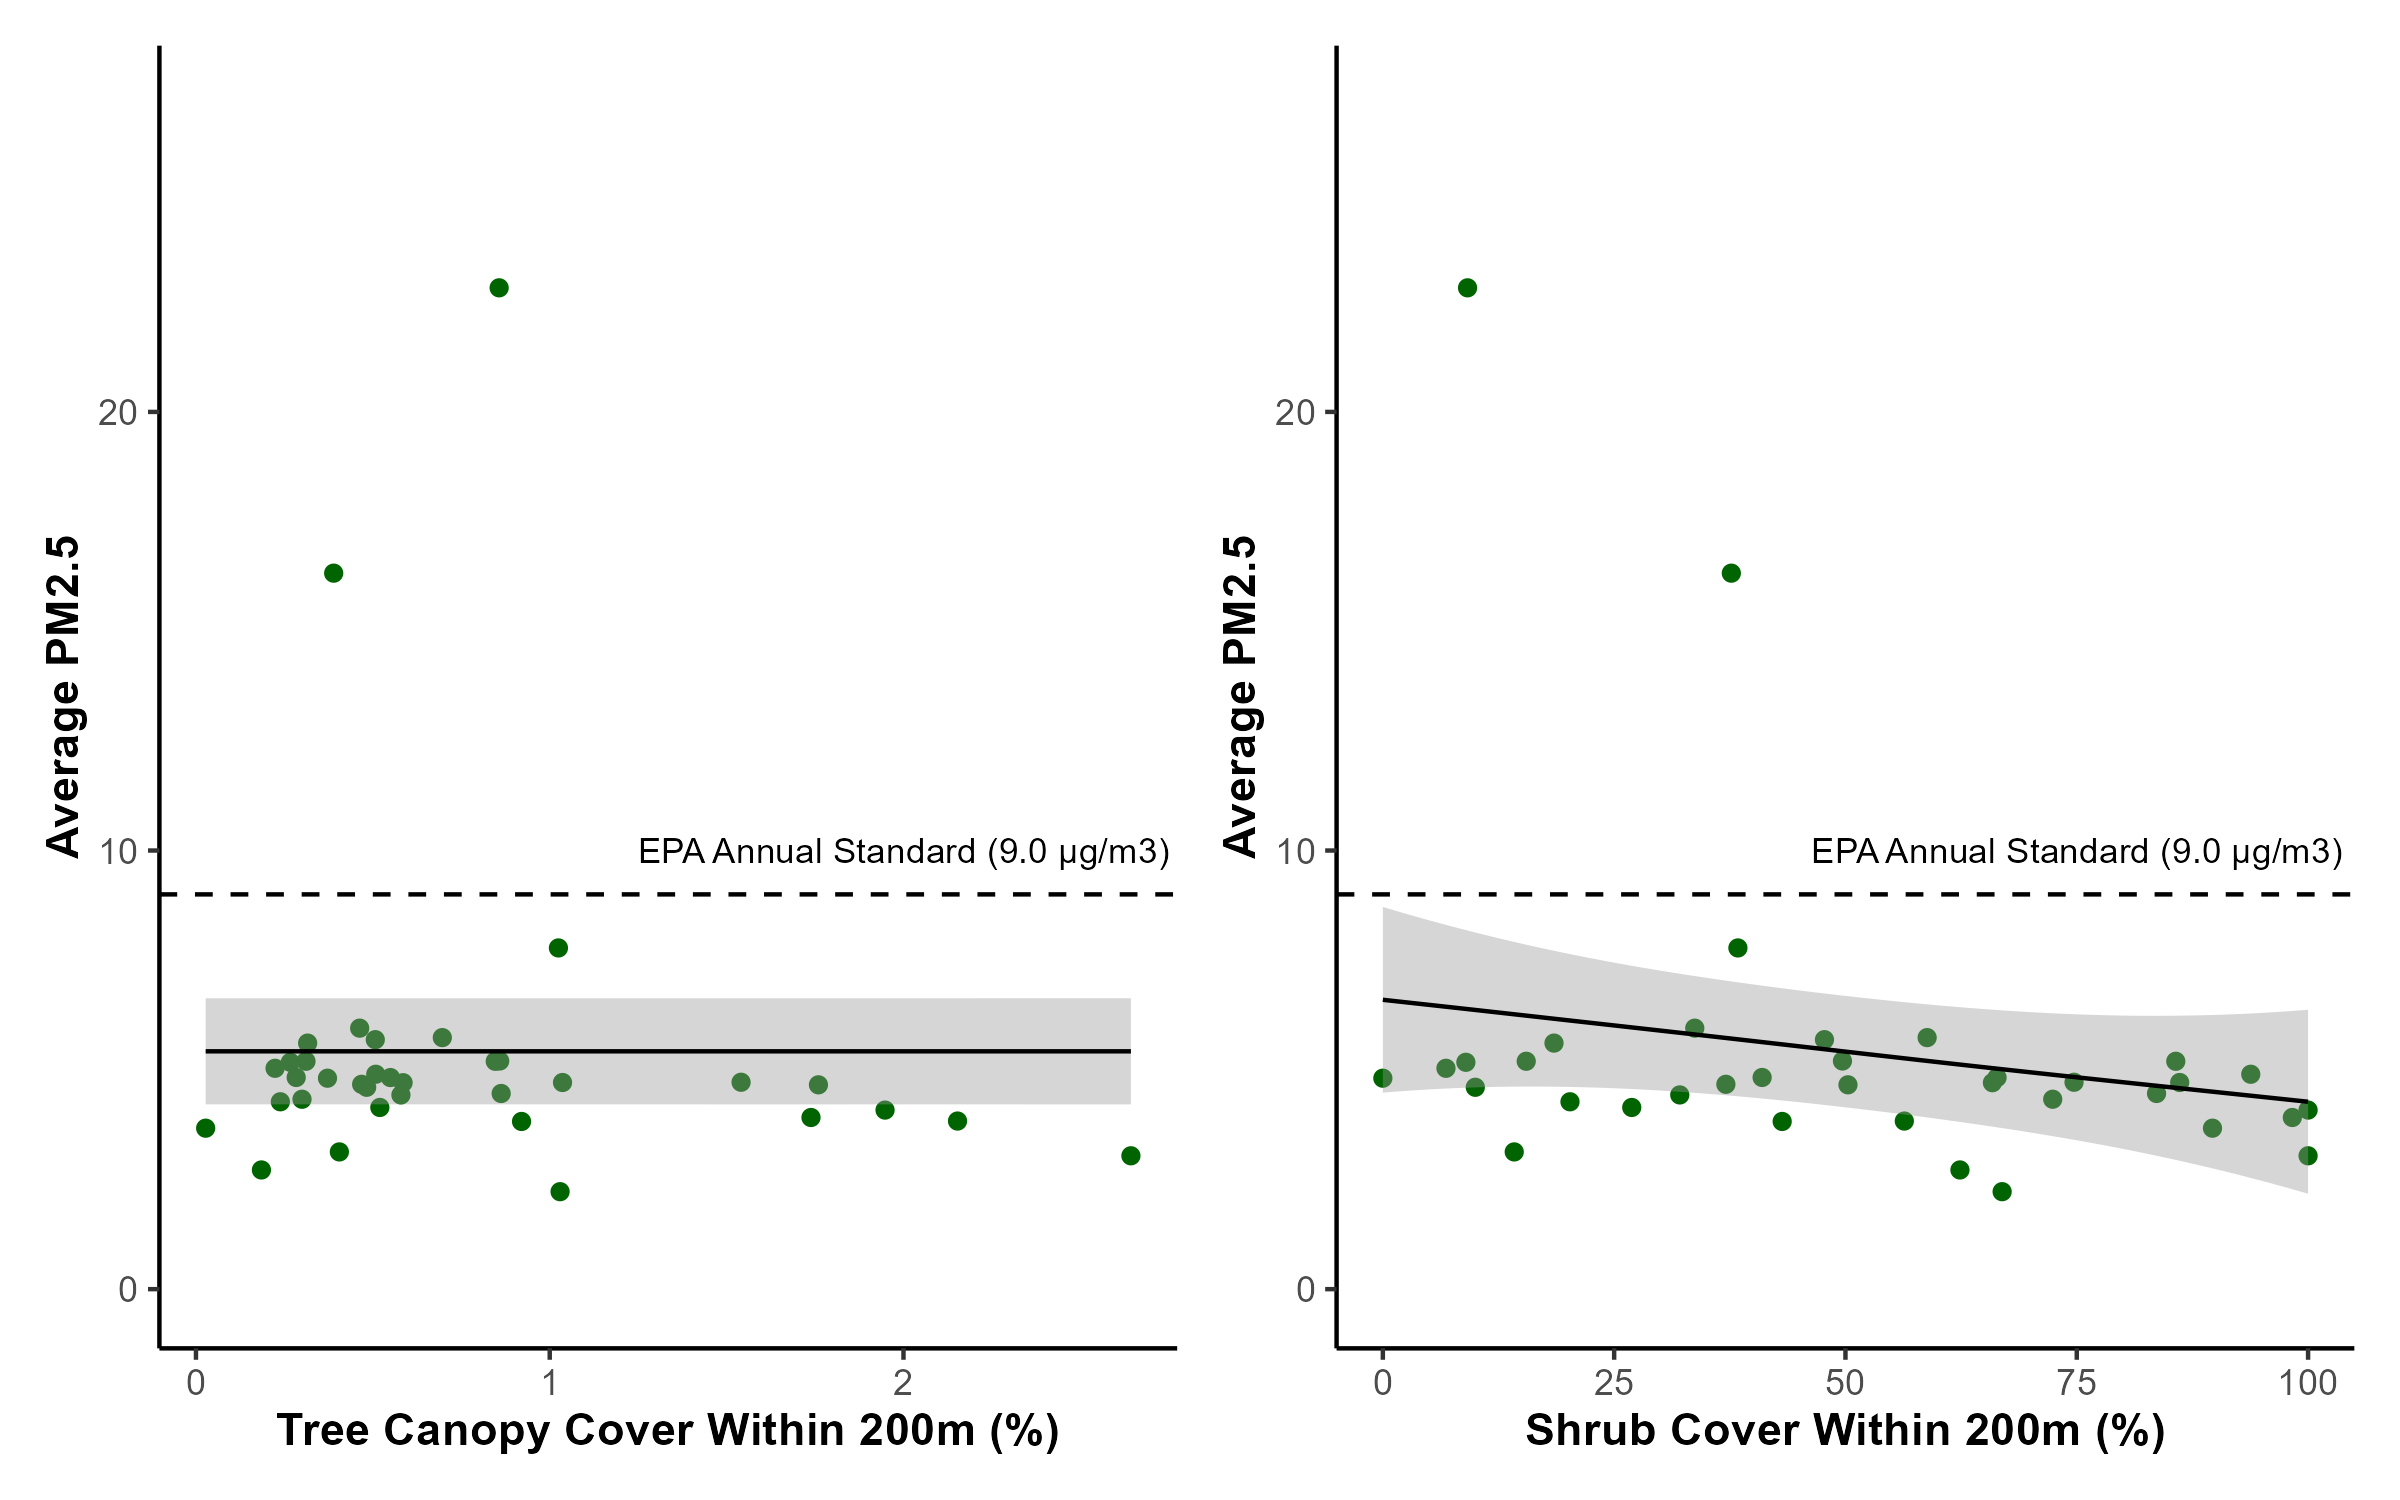 Average PM2.5
20
10
0
EPA Annual Standard (9.0 µg/m3)
0 1 2
Tree Canopy Cover Within 200m (%)
Average PM2.5
20
10
0
EPA Annual Standard (9.0 µg/m3)
0 25 50 75 100
Shrub Cover Within 200m (%)